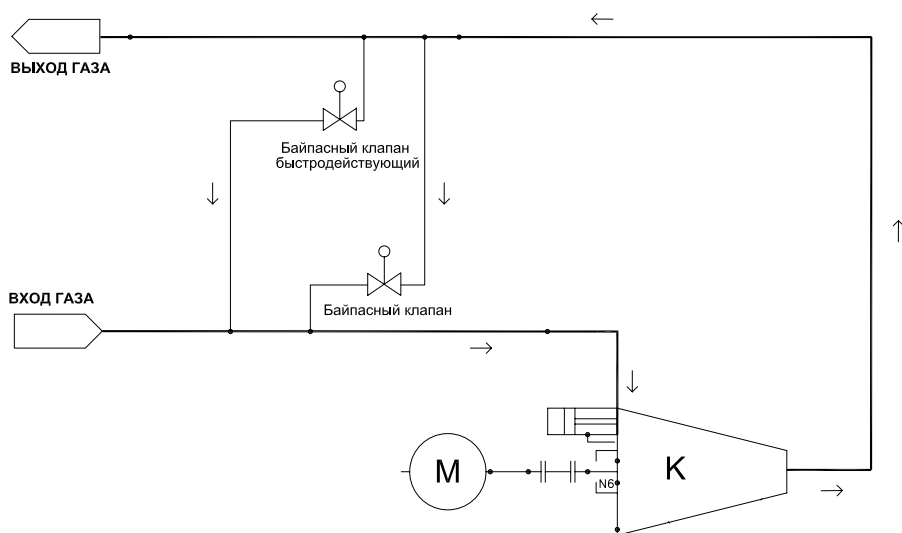 ВЫХОД ГАЗА
Байпасный клапан
быстродействующий
ВХОД ГАЗА
Байпасный клапан
М
К
N6